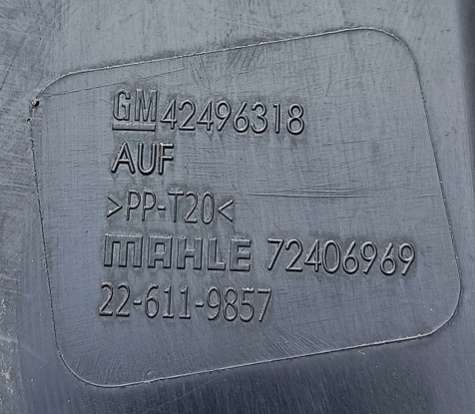 GM 42496318
AUF
>PP-T20<
MAHLE 72406969
22-611-9857